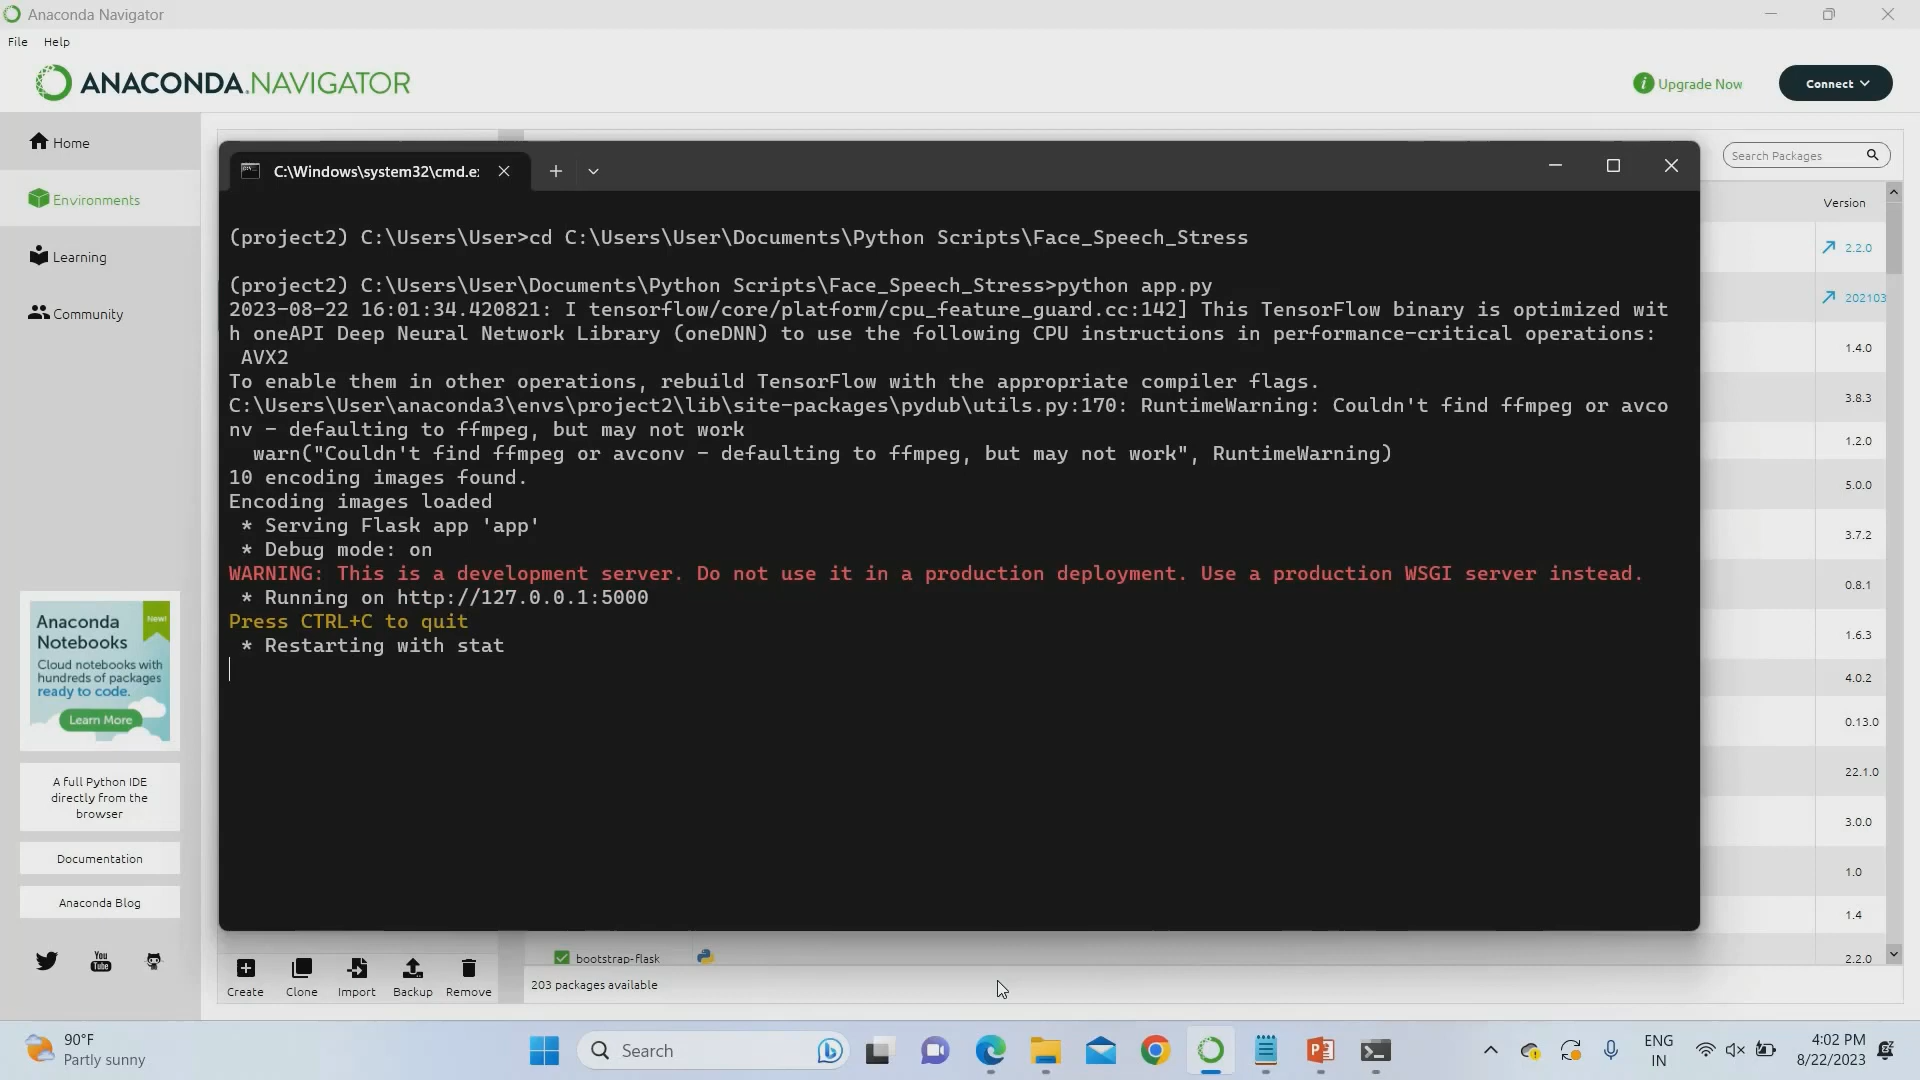 Anaconda Navigator
File Help
ANACONDA.NAVIGATOR
Upgrade Now
Connect
Home
Environments
Learning
Community
Search Packages
Version
2.2.0
202103
1.4.0
3.8.3
1.2.0
5.0.0
3.7.2
0.8.1
1.6.3
4.0.2
0.13.0
22.1.0
3.0.0
1.0
1.4
2.2.0
C:\Windows\system32\cmd.e
(project2) C:\Users\User>cd C:\Users\User\Documents\Python Scripts\Face_Speech_Stress
(project2) C:\Users\User\Documents\Python Scripts\Face_Speech_Stress>python app.py
2023-08-22 16:01:34.420821: I tensorflow/core/platform/cpu_feature_guard.cc:142] This TensorFlow binary is optimized wit
h oneAPI Deep Neural Network Library (oneDNN) to use the following CPU instructions in performance-critical operations:
AVX2
To enable them in other operations, rebuild TensorFlow with the appropriate compiler flags.
C:\Users\User\anaconda3\envs\project2\lib\site-packages\pydub\utils.py:170: RuntimeWarning: Couldn't find ffmpeg or avco
nv - defaulting to ffmpeg, but may not work
warn("Couldn't find ffmpeg or avconv - defaulting to ffmpeg, but may not work", RuntimeWarning)
10 encoding images found.
Encoding images loaded
* Serving Flask app 'app'
* Debug mode: on
WARNING: This is a development server. Do not use it in a production deployment. Use a production WSGI server instead.
* Running on http://127.0.0.1:5000
Press CTRL+C to quit
* Restarting with stat
Anaconda
Notebooks
New!
Cloud notebooks with
hundreds of packages
ready to code.
Learn More
A full Python IDE
directly from the
browser
Documentation
Anaconda Blog
You
Tube
Create Clone Import Backup Remove
bootstrap-flask
203 packages available
90°F
Partly sunny
Search
ENG
IN
4:02 PM
8/22/2023